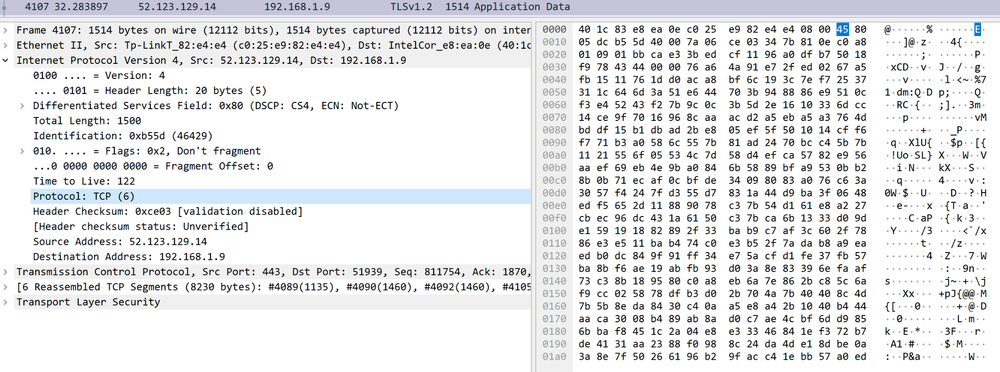 4107 32.283897 52.123.129.14 192.168.1.9 TLSv1.2 1514 Application Data
Frame 4107: 1514 bytes on wire (12112 bits), 1514 bytes captured (12112 bits) on inter
Ethernet II, Src: Tp-LinkT_82:e4:e4 (c0:25:e9:82:e4:e4), Dst: IntelCor_e8:ea:0e (40:1c
Internet Protocol Version 4, Src: 52.123.129.14, Dst: 192.168.1.9
0100 .... = Version: 4
.... 0101 = Header Length: 20 bytes (5)
Differentiated Services Field: 0x80 (DSCP: CS4, ECN: Not-ECT)
Total Length: 1500
Identification: 0xb55d (46429)
010. .... = Flags: 0x2, Don't fragment
...0 0000 0000 0000 = Fragment Offset: 0
Time to Live: 122
Protocol: TCP (6)
Header Checksum: 0xce03 [validation disabled]
[Header checksum status: Unverified]
Source Address: 52.123.129.14
Destination Address: 192.168.1.9
Transmission Control Protocol, Src Port: 443, Dst Port: 51939, Seq: 811754, Ack: 1870,
[6 Reassembled TCP Segments (8230 bytes): #4089(1135), #4090(1460), #4092(1460), #4105
Transport Layer Security
0000 40 1c 83 e8 ea 0e c0 25 e9 82 e4 e4 08 00 45 80 @······% ······E·
0010 05 dc b5 5d 40 00 7a 06 ce 03 34 7b 81 0e c0 a8 ···]@·z· ··4{····
0020 01 09 01 bb ca e3 3b ed cf 11 96 a0 df b7 50 18 ······;· ······P·
0030 f9 78 43 44 00 00 76 a6 4a 91 e7 2f ed 02 67 a5 ·xCD··v· J··/··g·
0040 fb 15 11 76 1d d0 ac a8 bf 6c 19 3c 7e f7 25 37 ···v···· ·l·<~·%7
0050 31 1c 64 6d 3a 51 e6 44 70 3b 94 88 86 e9 51 0c 1·dm:Q·D p;····Q·
0060 f3 e4 52 43 f2 7b 9c 0c 3b 5d 2e 16 10 33 6d cc ··RC·{·· ;].··3m·
0070 14 ce 9f 70 16 96 8c aa ac d2 a5 eb a5 a3 76 4d ···p···· ······vM
0080 bd df 15 b1 db ad 2b e8 05 ef 5f 50 10 14 cf f6 ······+· ··_P····
0090 f7 71 b3 a0 58 6c 55 7b 81 ad 24 70 bc c4 5b 7b ·q··XlU{ ··$p··[{
00a0 11 21 55 6f 05 53 4c 7d 58 d4 ef ca 57 82 e9 56 ·!Uo·SL} X···W··V
00b0 aa ef 69 eb 4e 9b a0 84 6b 58 89 bf a9 53 0b b2 ··i·N··· kX···S··
00c0 8b 0b 71 ec af 0c bf de 34 09 80 83 a0 76 c6 3a ··q····· 4····v·:
00d0 30 57 f4 24 7f d3 55 d7 83 1a 44 d9 ba 3f 06 48 0W·$··U· ··D··?·H
00e0 ed f5 65 2d 11 88 90 78 c3 7b 54 d1 61 e8 a2 27 ··e-···x ·{T·a··'
00f0 cb ec 96 dc 43 1a 61 50 c3 7b ca 6b 13 33 d0 9d ····C·aP ·{·k·3··
0100 e1 59 19 18 82 89 2f 33 ba b9 c7 af 3c 60 2f 78 ·Y····/3 ····<`/x
0110 86 e3 e5 11 ba b4 74 c0 e3 b5 2f 7a da b8 a9 ea ······t· ··/z····
0120 ed b0 dc 84 9f 91 ff 34 e7 5a cf d1 fe 37 fb 57 ·······4 ·Z···7·W
0130 ba 8b f6 ae 19 ab fb 93 d0 3a 8e 83 39 6e fa af ········ ·:··9n··
0140 73 c3 8b 18 95 80 c0 a8 eb 6a 7e 86 2b c8 5c 6a s······· ·j~·+·\j
0150 f9 cc 02 58 78 df b3 d0 2b 70 4a 7b 40 40 8c 4d ···Xx··· +pJ{@@·M
0160 7b 5b 8e da 84 30 c4 0a a5 e8 a4 2b 10 40 b4 44 {[···0·· ···+·@·D
0170 aa ca 30 08 b4 89 ab 8a d0 c7 ae 4c bf 6d d9 85 ··0····· ···L·m··
0180 6b ba f8 45 1c 2a 04 e8 e3 33 46 84 1e f3 72 b7 k··E·*·· ·3F···r·
0190 de 41 31 aa 23 88 f0 98 8c 24 da 4d e1 8d be 0a ·A1·#··· ·$·M····
01a0 3a 8e 7f 50 26 61 96 b2 9f ac c4 1e bb 57 a0 ed :··P&a·· ·····W··